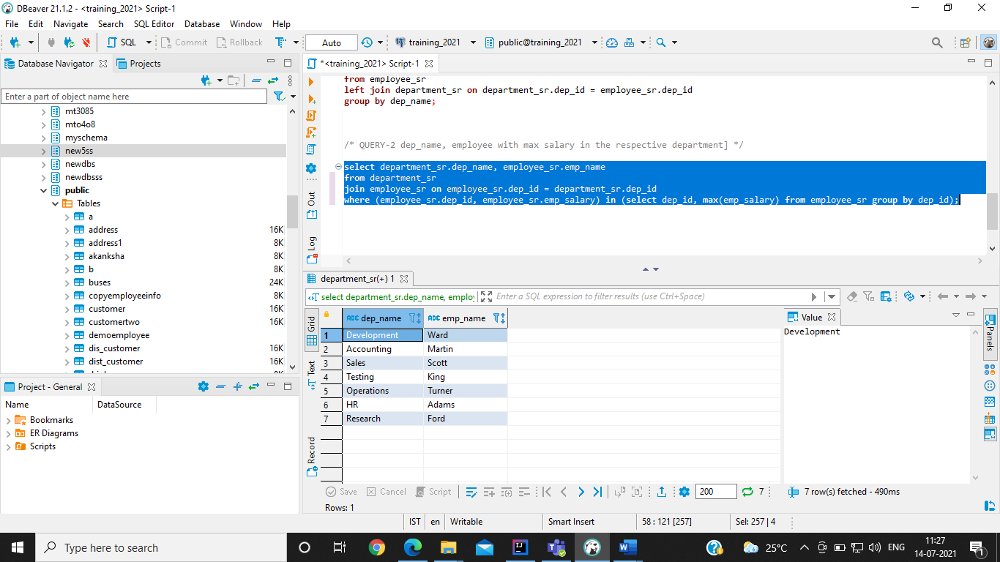 DBeaver 21.1.2 - <training_2021> Script-1
File Edit Navigate Search SQL Editor Database Window Help
SQL Commit Rollback Auto training_2021 public@training_2021
Database Navigator Projects
Enter a part of object name here
mt3085
mto4o8
myschema
new5ss
newdbs
newdbsss
public
Tables
a
address 16K
address1 8K
akanksha 8K
b 8K
buses 24K
copyemployeeinfo 8K
customer 16K
customertwo 16K
demoemployee 8K
dis_customer 16K
dist_customer 16K
Project - General
Name DataSource
Bookmarks
ER Diagrams
Scripts
*<training_2021> Script-1
Out
Log
from employee_sr
left join department_sr on department_sr.dep_id = employee_sr.dep_id
group by dep_name;
/* QUERY-2 dep_name, employee with max salary in the respective department] */
select department_sr.dep_name, employee_sr.emp_name
from department_sr
join employee_sr on employee_sr.dep_id = department_sr.dep_id
where (employee_sr.dep_id, employee_sr.emp_salary) in (select dep_id, max(emp_salary) from employee_sr group by dep_id);
department_sr(+) 1
select department_sr.dep_name, emplo Enter a SQL expression to filter results (use Ctrl+Space)
Grid
Text
Record
ABC dep_name ABC emp_name
1 Development Ward
2 Accounting Martin
3 Sales Scott
4 Testing King
5 Operations Turner
6 HR Adams
7 Research Ford
Value
Development
Panels
Save Cancel Script 200 7 7 row(s) fetched - 490ms
Rows: 1
IST en Writable Smart Insert 58 : 121 [257] Sel: 257 | 4
Type here to search
25°C ENG 11:27
14-07-2021
1